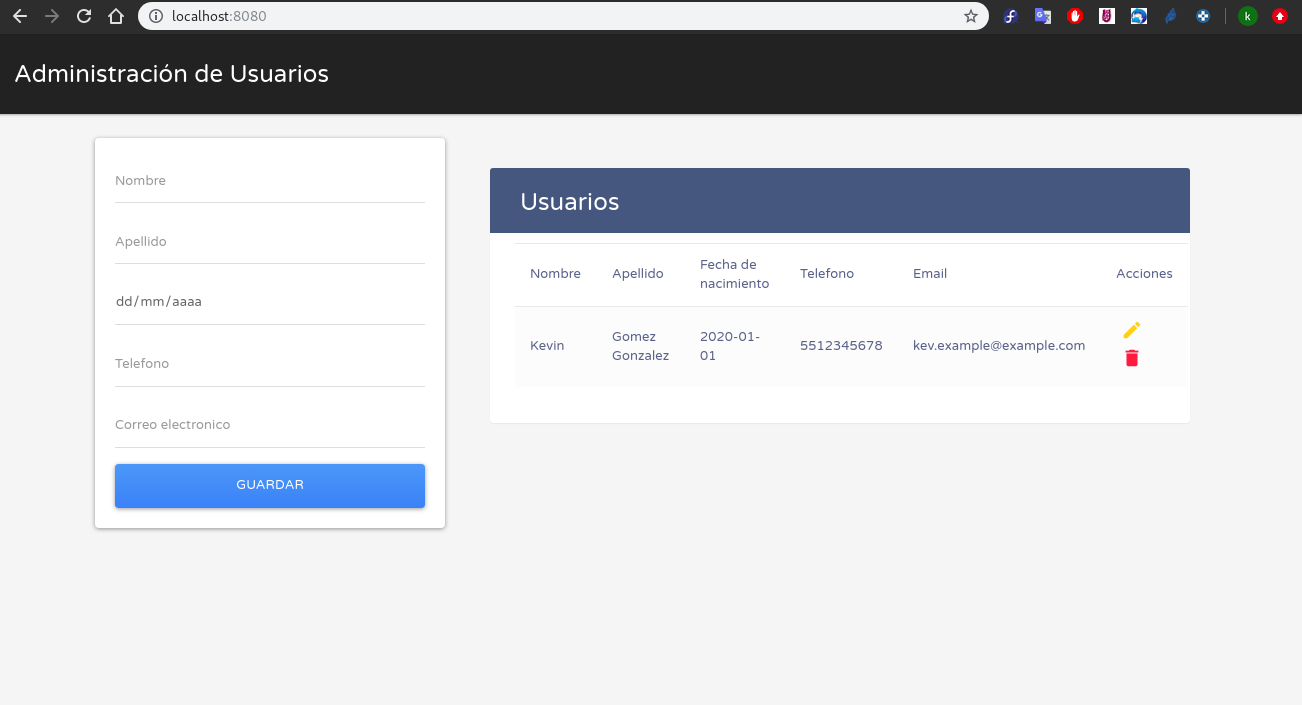 localhost:8080
k
Administración de Usuarios
Nombre
Apellido
dd/mm/aaaa
Telefono
Correo electronico
GUARDAR
Usuarios
Nombre
Apellido
Fecha de
nacimiento
Telefono
Email
Acciones
Kevin
Gomez
Gonzalez
2020-01-
01
5512345678
kev.example@example.com